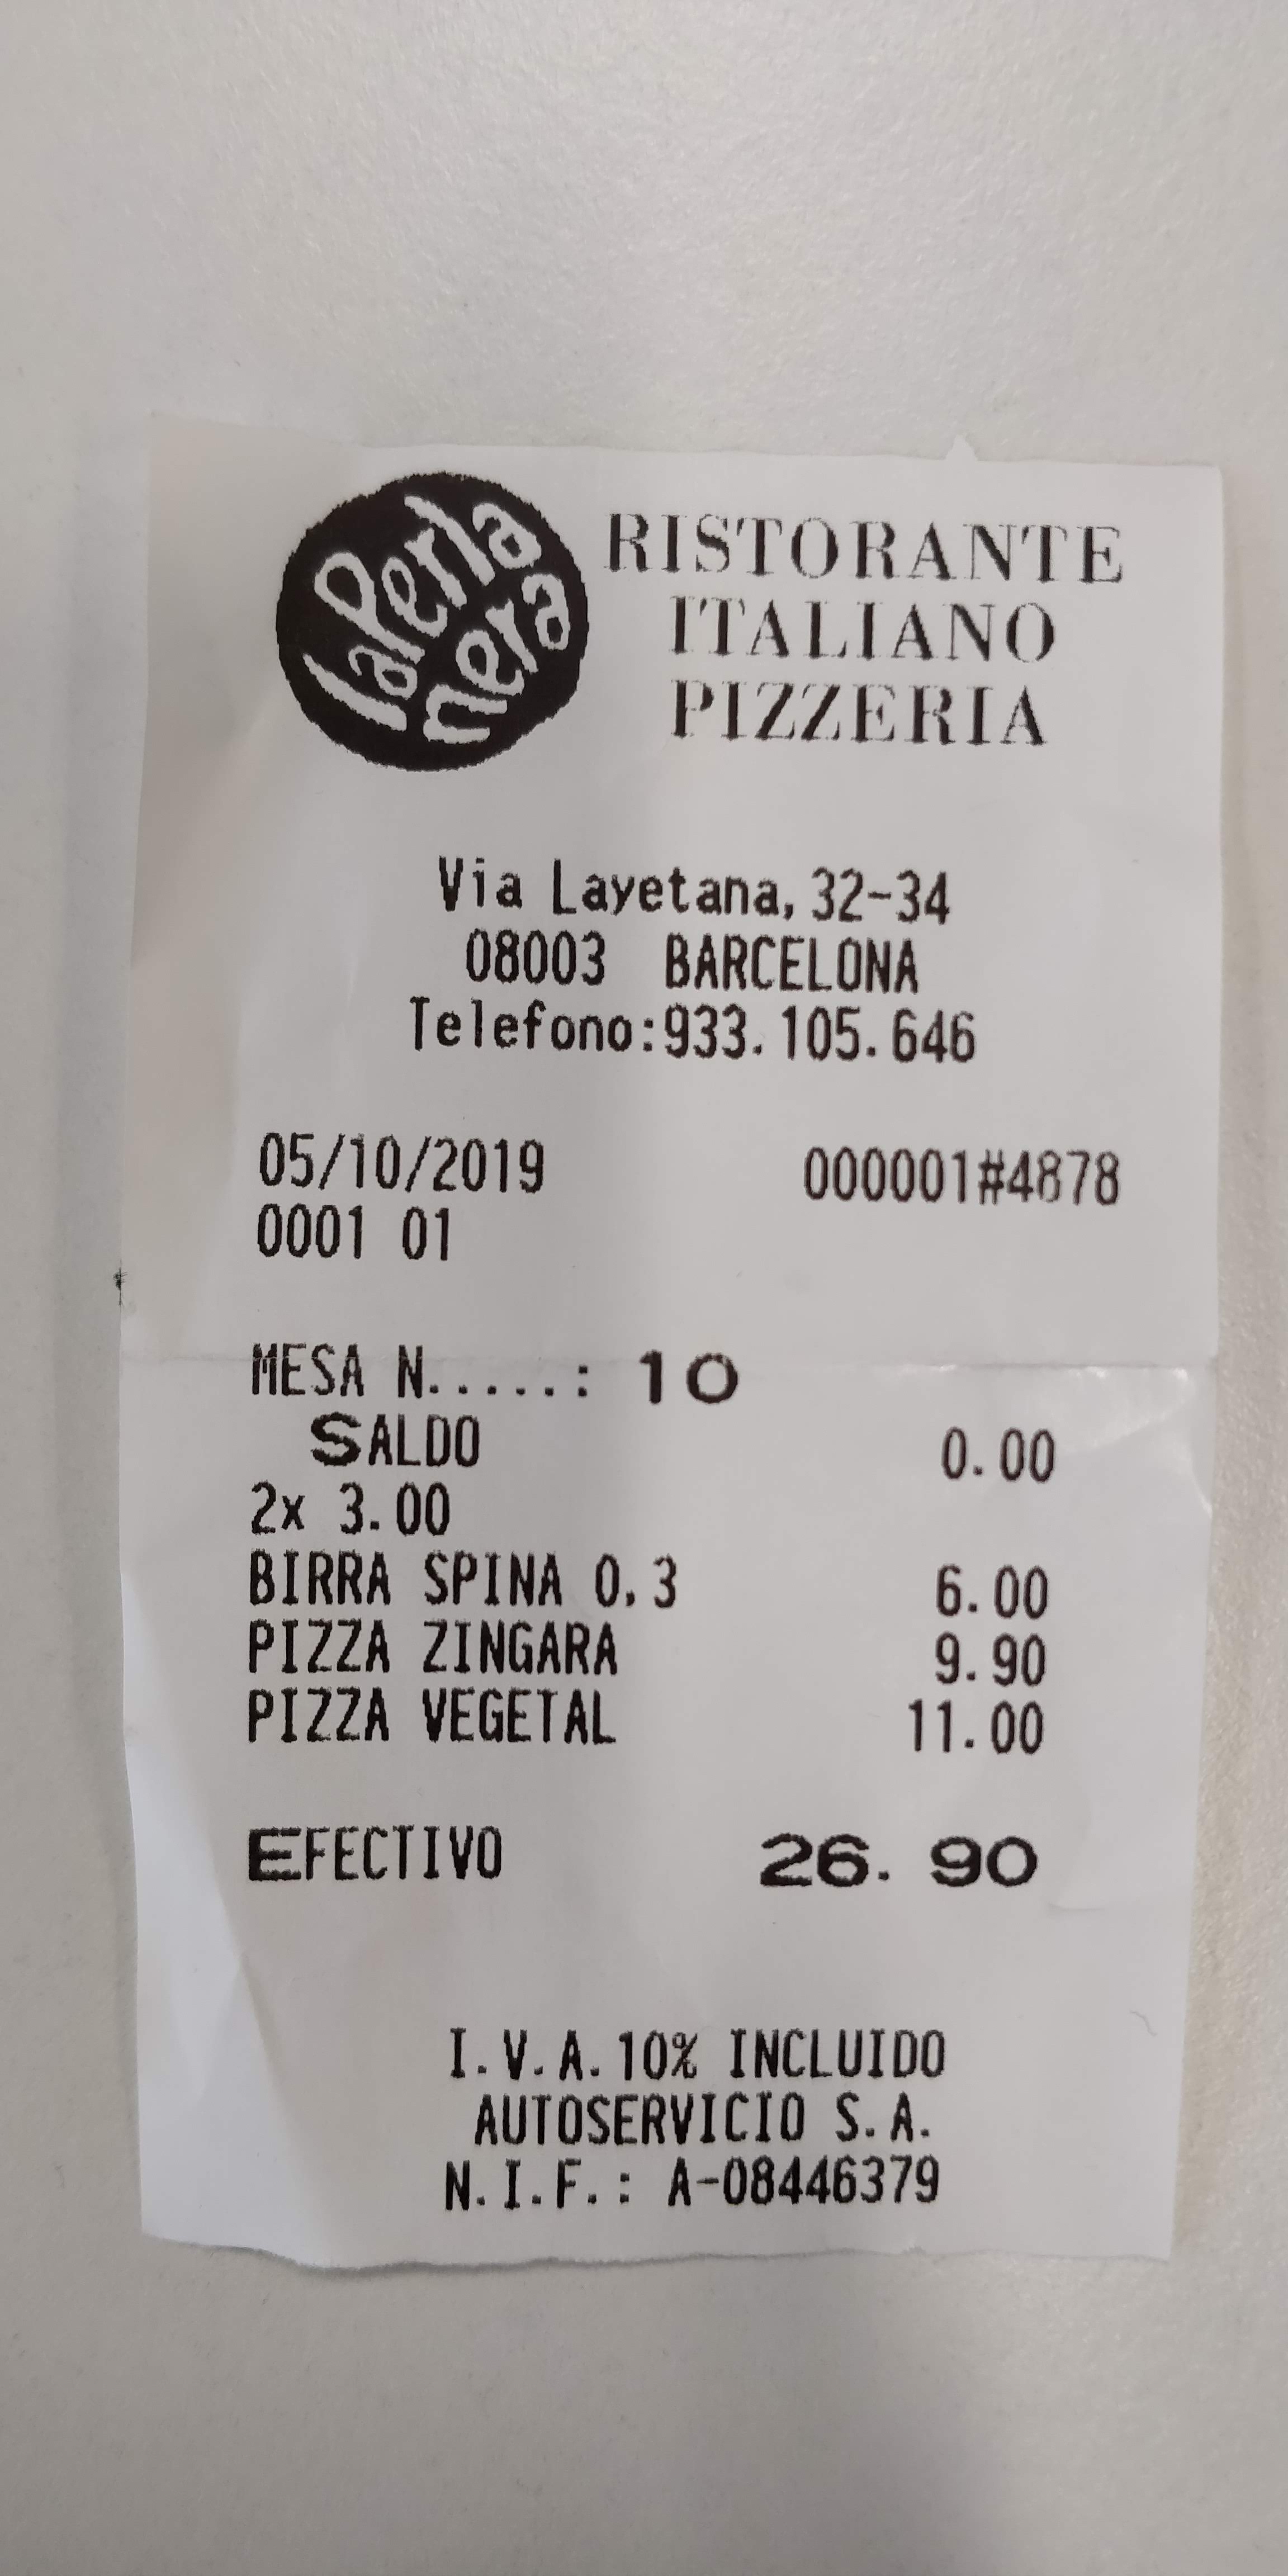 la Perla
nera
RISTORANTE
ITALIANO
PIZZERIA
Via Layetana, 32-34
08003 BARCELONA
Telefono:933.105.646
05/10/2019 000001#4878
0001 01
MESA N.....: 10
SALDO 0.00
2x 3.00
BIRRA SPINA 0,3 6.00
PIZZA ZINGARA 9.90
PIZZA VEGETAL 11.00
EFECTIVO 26.90
I.V.A.10% INCLUIDO
AUTOSERVICIO S.A.
N.I.F.: A-08446379